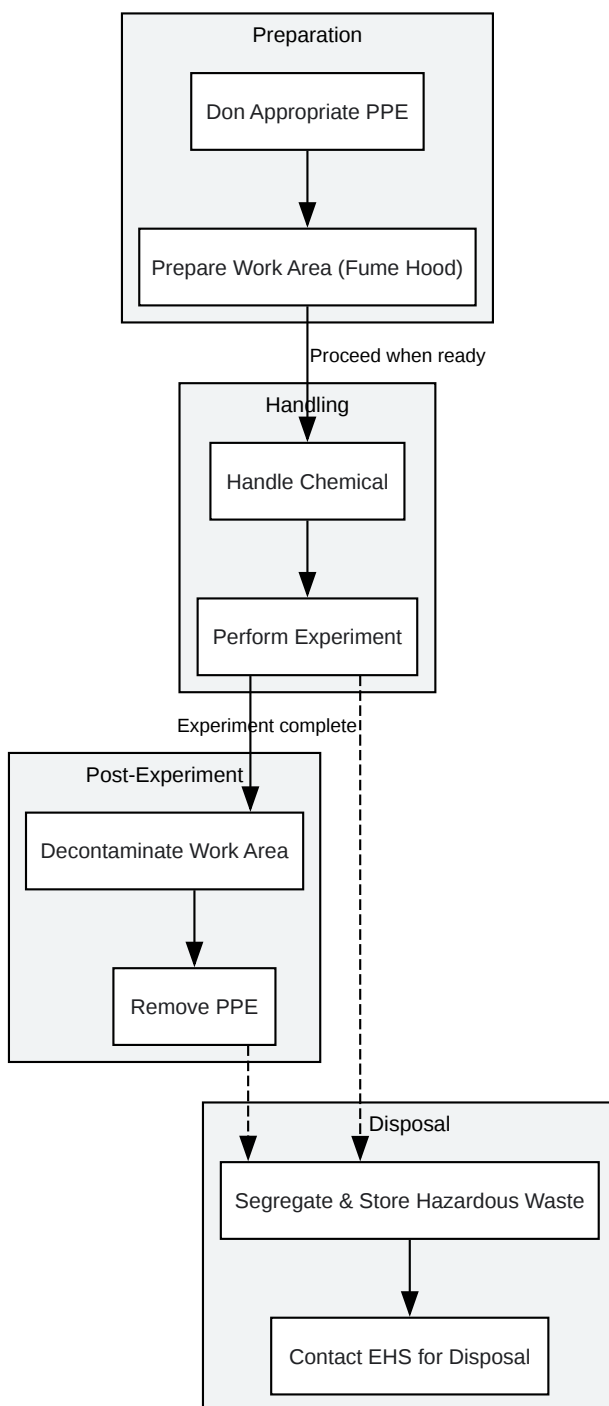 Preparation
Don Appropriate PPE
Prepare Work Area (Fume Hood)
Proceed when ready
Handling
Handle Chemical
Perform Experiment
Experiment complete
Post-Experiment
Decontaminate Work Area
Remove PPE
Disposal
Segregate & Store Hazardous Waste
Contact EHS for Disposal